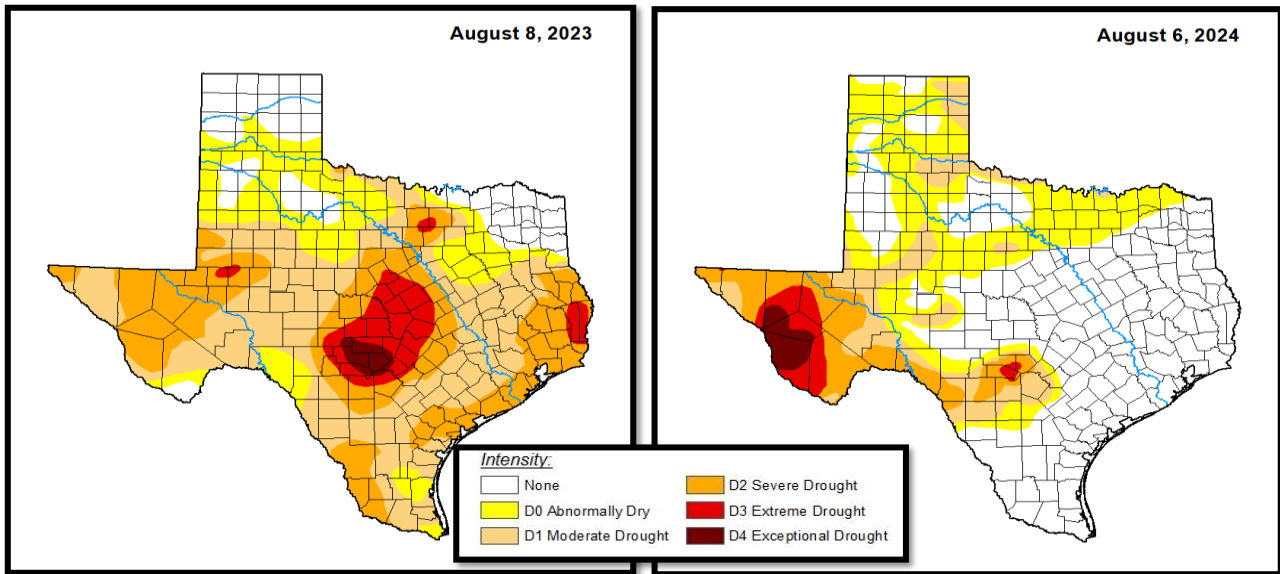 August 8, 2023
August 6, 2024
Intensity:
None
D0 Abnormally Dry
D1 Moderate Drought
D2 Severe Drought
D3 Extreme Drought
D4 Exceptional Drought